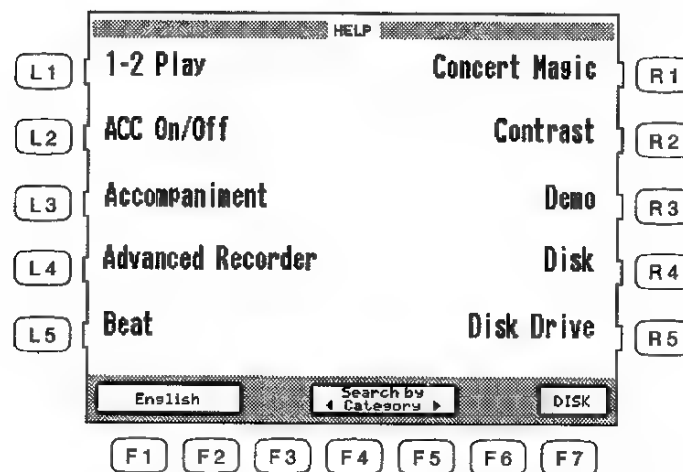 HELP
L1 1-2 Play Concert Magic R1
L2 ACC On/Off Contrast R2
L3 Accompaniment Demo R3
L4 Advanced Recorder Disk R4
L5 Beat Disk Drive R5
English Search by DISK
◀ Category ▶
F1 F2 F3 F4 F5 F6 F7